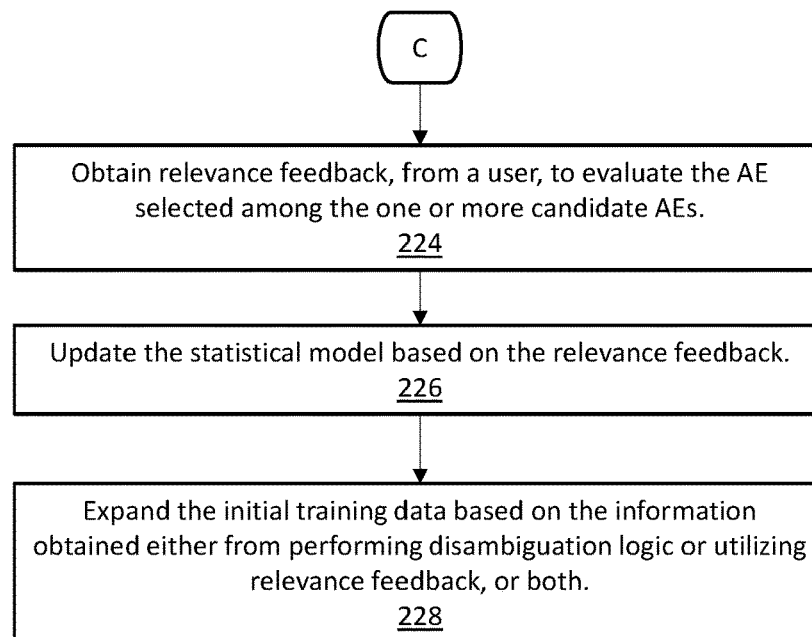 C
Obtain relevance feedback, from a user, to evaluate the AE
selected among the one or more candidate AEs.
224
Update the statistical model based on the relevance feedback.
226
Expand the initial training data based on the information
obtained either from performing disambiguation logic or utilizing
relevance feedback, or both.
228